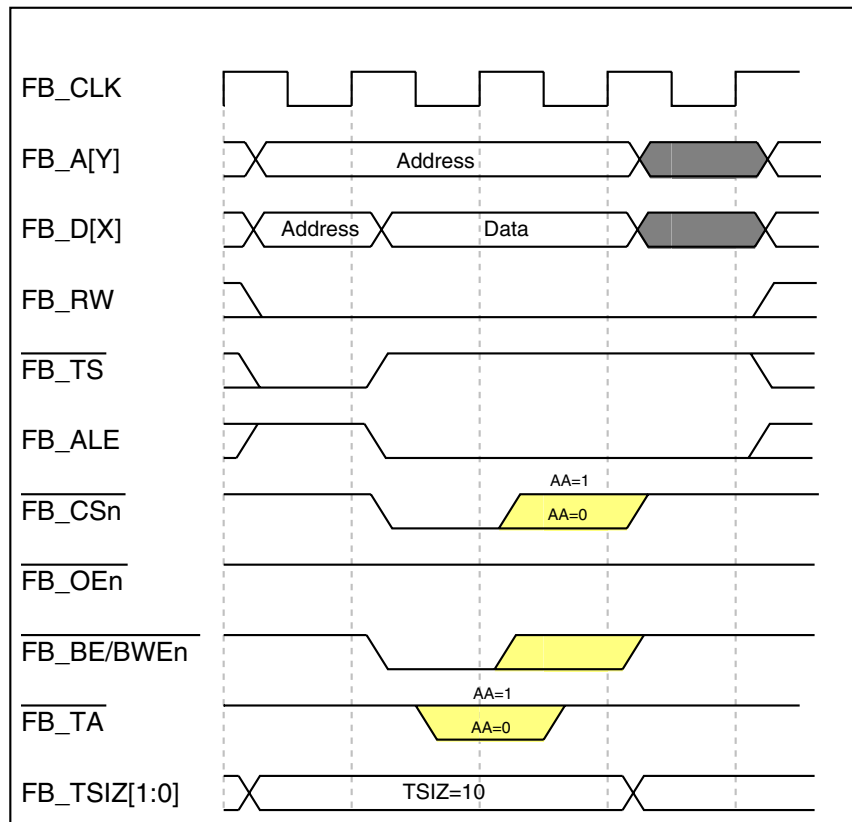 FB_CLK
FB_A[Y]
Address
FB_D[X]
Address
Data
FB_RW
FB_TS
FB_ALE
AA=1
FB_CSn
AA=0
FB_OEn
FB_BE/BWEn
AA=1
FB_TA
AA=0
FB_TSIZ[1:0]
TSIZ=10